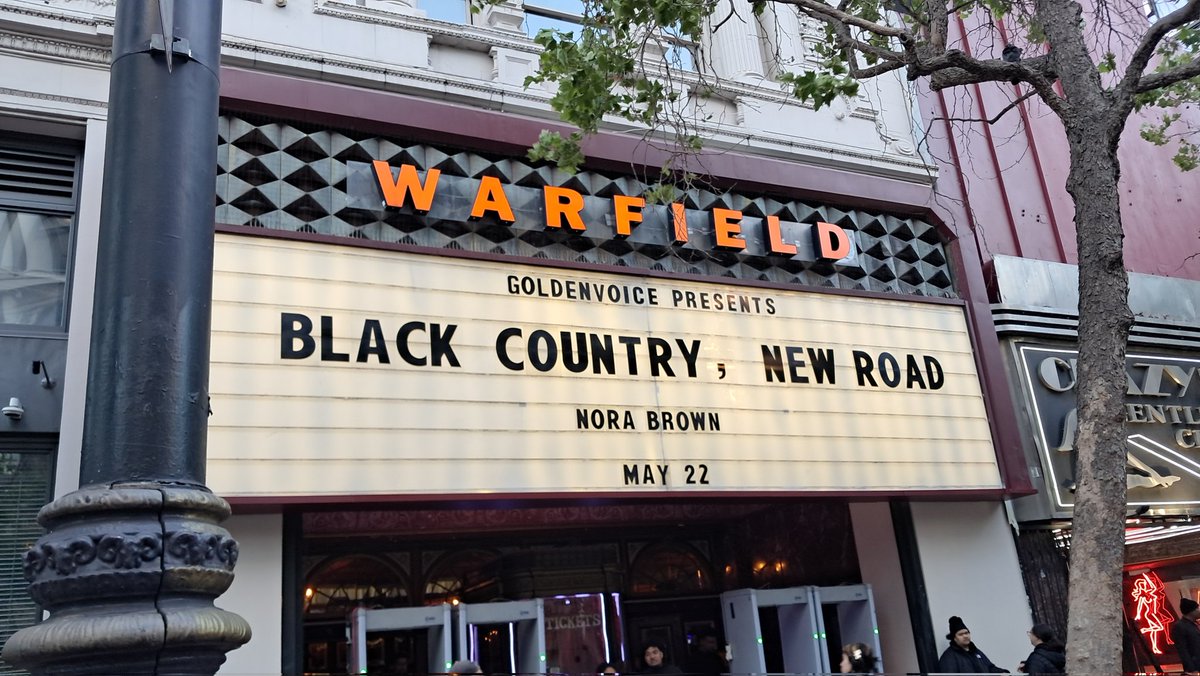 WARFIELD
GOLDENVOICE PRESENTS
BLACK COUNTRY, NEW ROAD
NORA BROWN
MAY 22
TICKETS